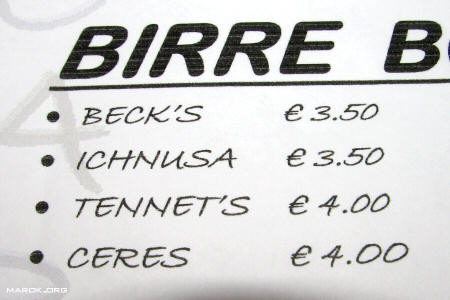 BIRRE B
• BECK'S € 3.50
• ICHNUSA € 3.50
• TENNET'S € 4.00
• CERES € 4.00
MAROK.ORG